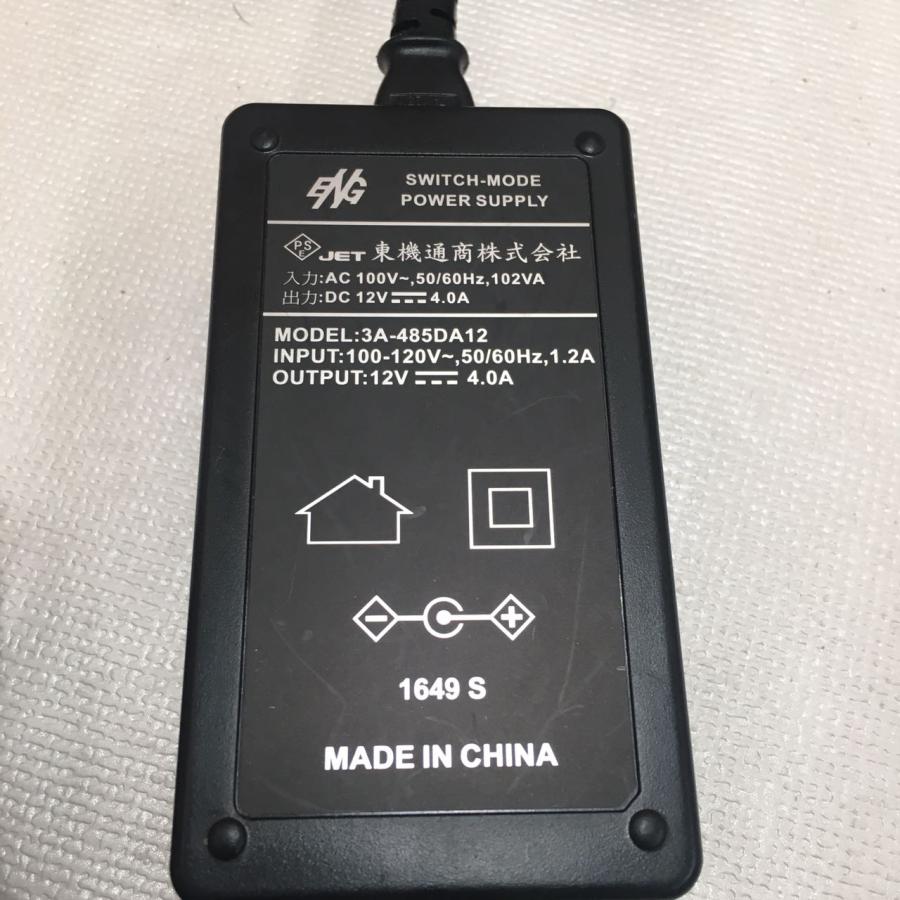 ENG
SWITCH-MODE
POWER SUPPLY
PSE JET 東機通商株式会社
入力:AC 100V~,50/60Hz,102VA
出力:DC 12V⎓4.0A
MODEL:3A-485DA12
INPUT:100-120V~,50/60Hz,1.2A
OUTPUT:12V ⎓ 4.0A
- +
1649 S
MADE IN CHINA